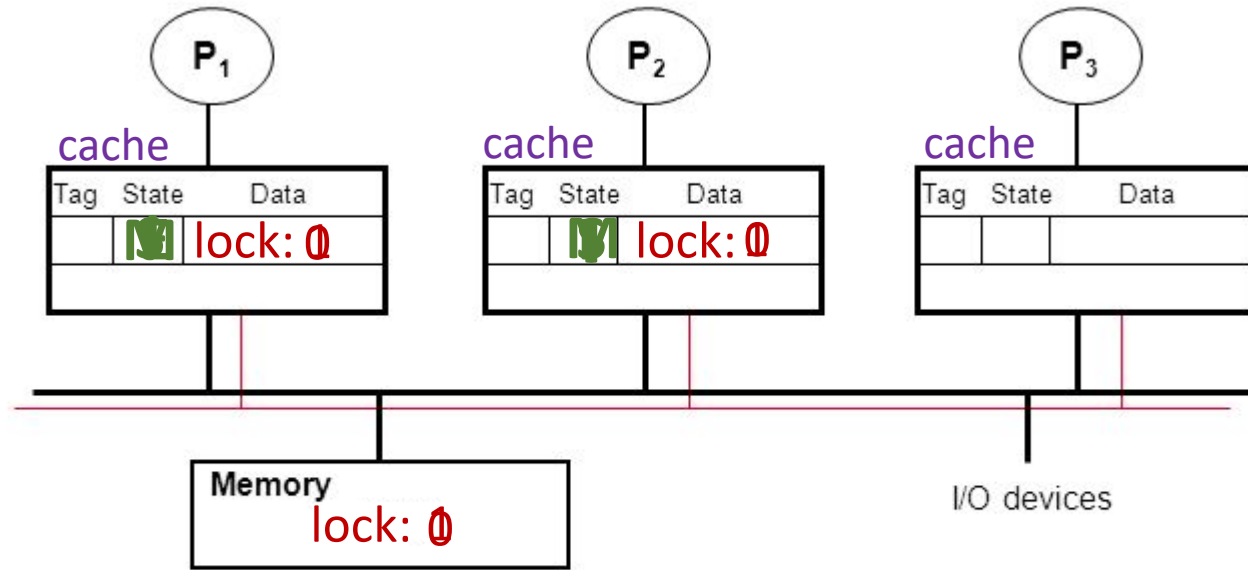 P1 P2 P3
cache cache cache
Tag State Data Tag State Data Tag State Data
lock: lock:
Memory
lock:
I/O devices